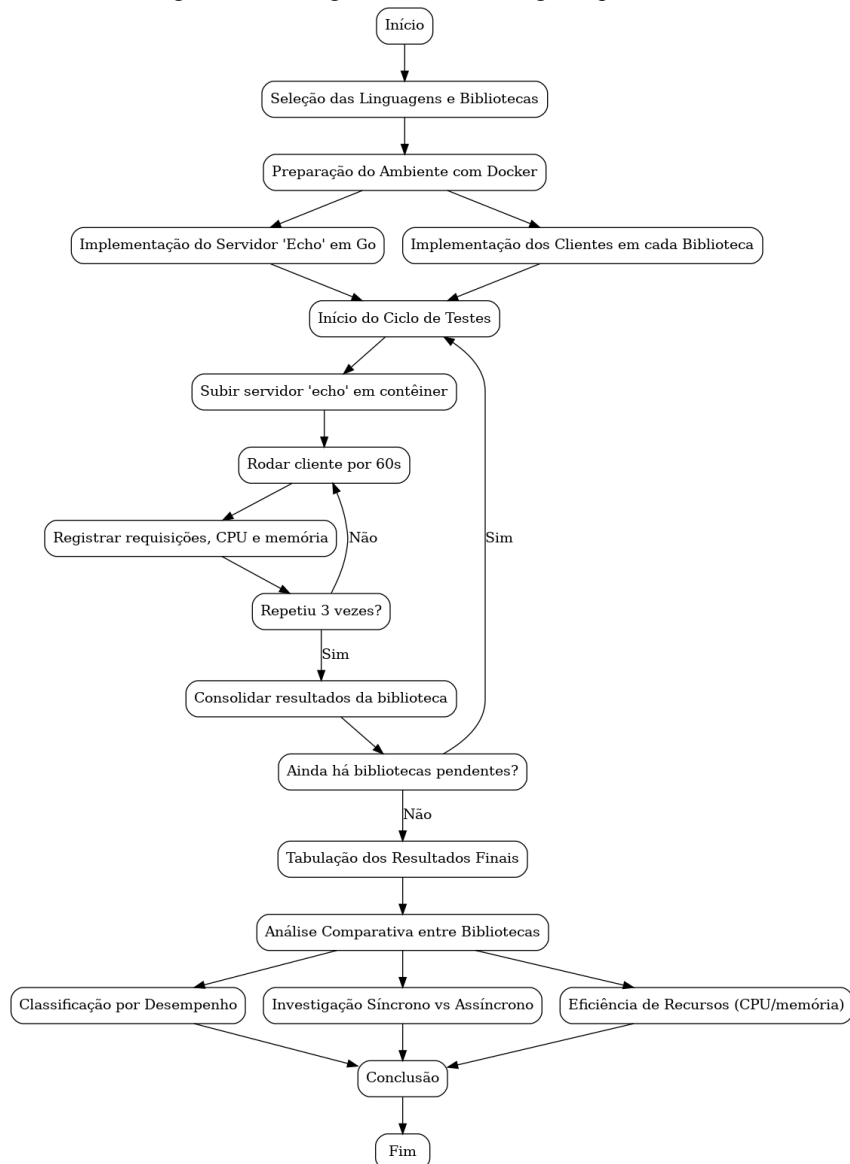 Início
Seleção das Linguagens e Bibliotecas
Preparação do Ambiente com Docker
Implementação do Servidor 'Echo' em Go
Implementação dos Clientes em cada Biblioteca
Início do Ciclo de Testes
Subir servidor 'echo' em contêiner
Rodar cliente por 60s
Registrar requisições, CPU e memória
Não
Sim
Repetiu 3 vezes?
Sim
Consolidar resultados da biblioteca
Ainda há bibliotecas pendentes?
Não
Tabulação dos Resultados Finais
Análise Comparativa entre Bibliotecas
Classificação por Desempenho
Investigação Síncrono vs Assíncrono
Eficiência de Recursos (CPU/memória)
Conclusão
Fim